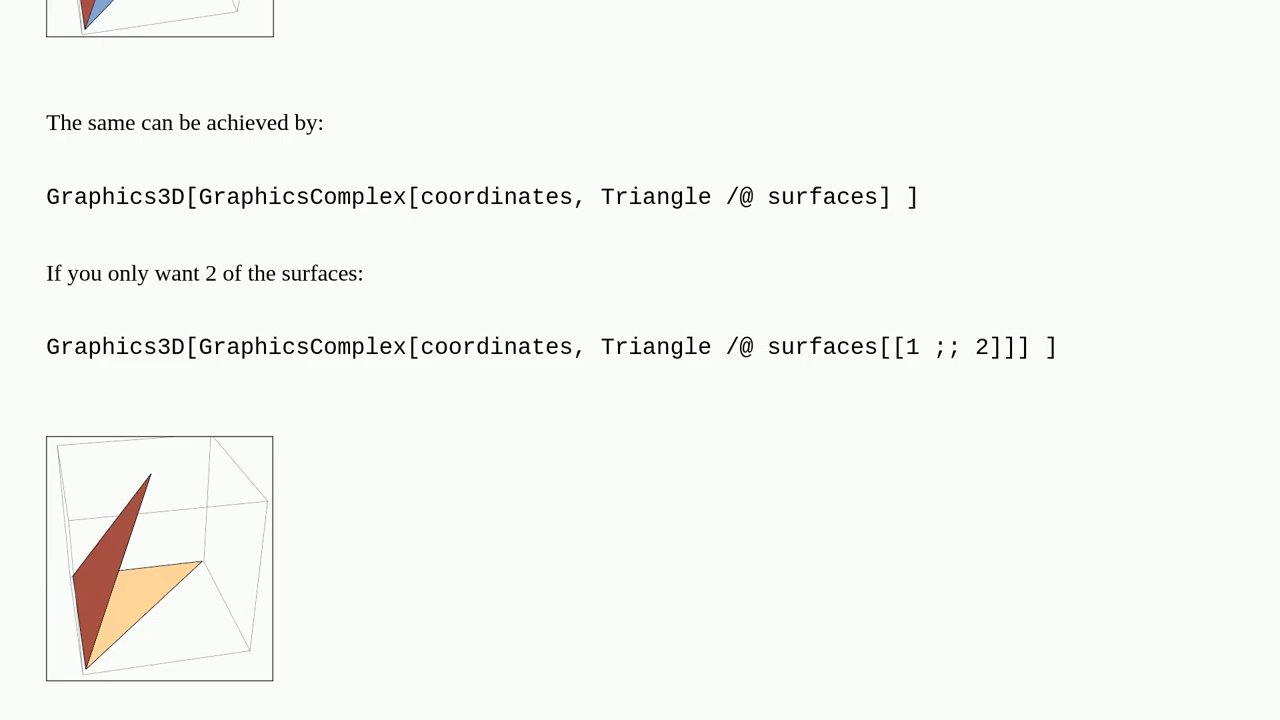 The same can be achieved by:
Graphics3D[GraphicsComplex[coordinates, Triangle /@ surfaces] ]
If you only want 2 of the surfaces:
Graphics3D[GraphicsComplex[coordinates, Triangle /@ surfaces[[1 ;; 2]]] ]